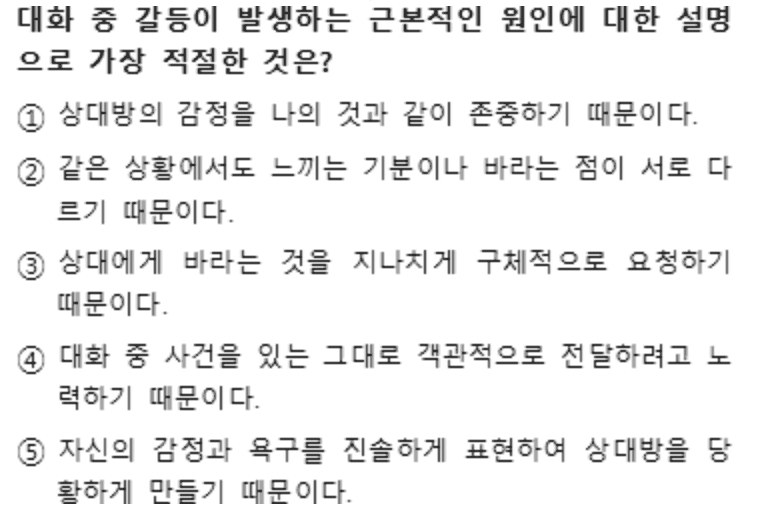 대화 중 갈등이 발생하는 근본적인 원인에 대한 설명
으로 가장 적절한 것은?
① 상대방의 감정을 나의 것과 같이 존중하기 때문이다.
② 같은 상황에서도 느끼는 기분이나 바라는 점이 서로 다
르기 때문이다.
③ 상대에게 바라는 것을 지나치게 구체적으로 요청하기
때문이다.
④ 대화 중 사건을 있는 그대로 객관적으로 전달하려고 노
력하기 때문이다.
⑤ 자신의 감정과 욕구를 진솔하게 표현하여 상대방을 당
황하게 만들기 때문이다.